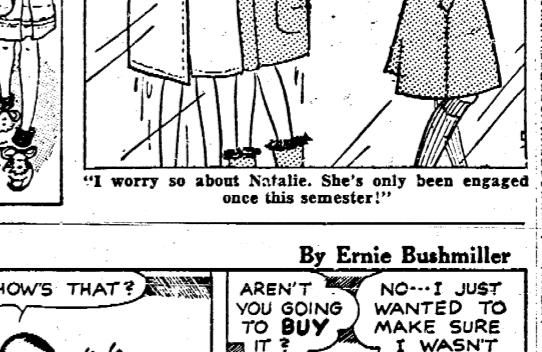 "I worry so about Natalie. She's only been engaged
once this semester!"
By Ernie Bushmiller
HOW'S THAT?
AREN'T
YOU GOING
TO BUY
IT?
NO---I JUST
WANTED TO
MAKE SURE
I WASN'T